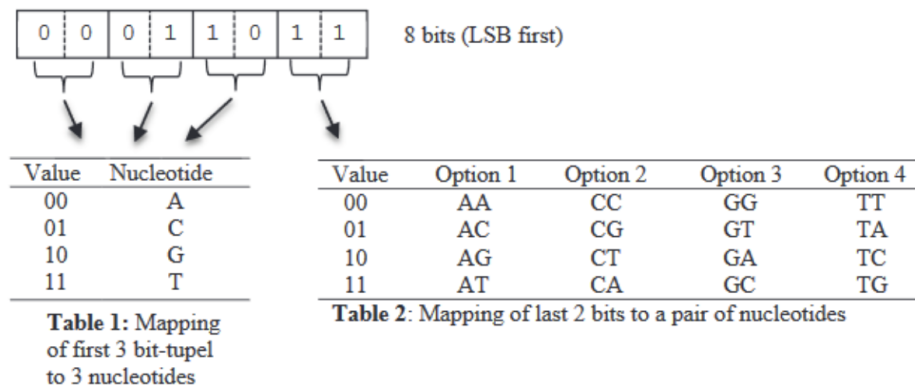 0 0 0 1 1 0 1 1 8 bits (LSB first)
Value Nucleotide
00 A
01 C
10 G
11 T
Table 1: Mapping
of first 3 bit-tupel
to 3 nucleotides
Value Option 1 Option 2 Option 3 Option 4
00 AA CC GG TT
01 AC CG GT TA
10 AG CT GA TC
11 AT CA GC TG
Table 2: Mapping of last 2 bits to a pair of nucleotides